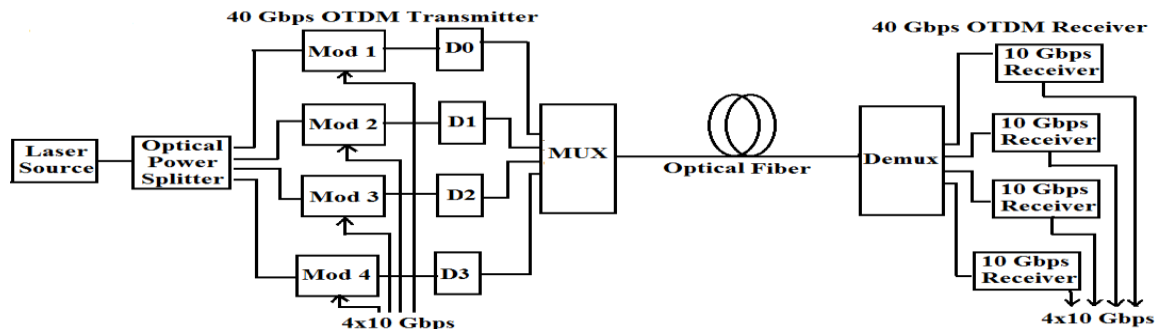 40 Gbps OTDM Transmitter
40 Gbps OTDM Receiver
Laser
Source
Optical
Power
Splitter
Mod 1
D0
Mod 2
D1
Mod 3
D2
Mod 4
D3
4x10 Gbps
MUX
Optical Fiber
Demux
10 Gbps
Receiver
10 Gbps
Receiver
10 Gbps
Receiver
10 Gbps
Receiver
4x10 Gbps